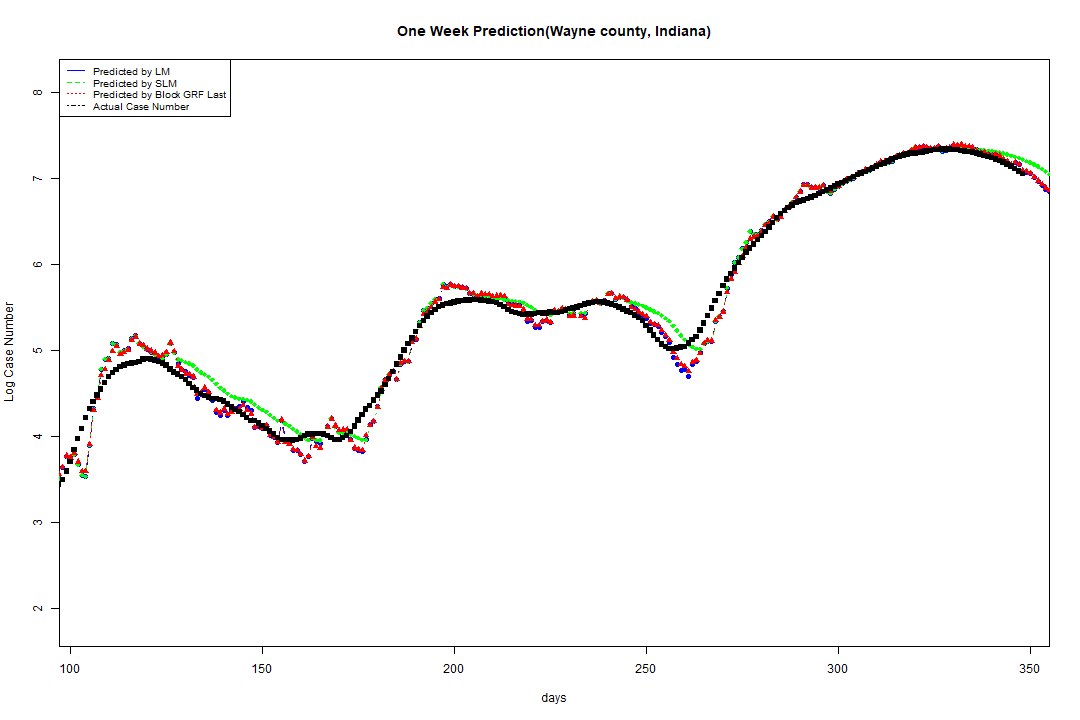 One Week Prediction(Wayne county, Indiana)
Predicted by LM
Predicted by SLM
Predicted by Block GRF Last
Actual Case Number
Log Case Number
8
7
6
5
4
3
2
100 150 200 250 300 350
days